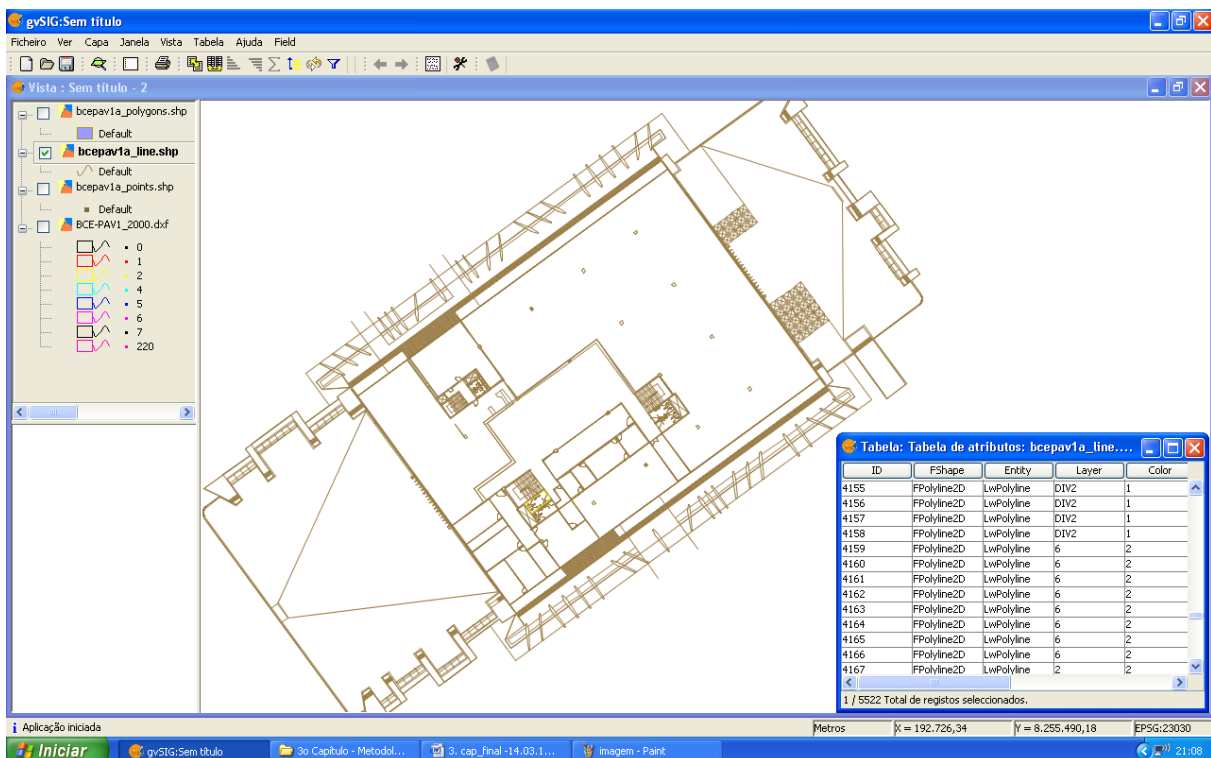 gvSIG:Sem título
Ficheiro Ver Capa Janela Vista Tabela Ajuda Field
Vista : Sem título - 2
bcepav1a_polygons.shp
Default
bcepav1a_line.shp
Default
bcepav1a_points.shp
Default
BCE-PAV1_2000.dxf
0
1
2
4
5
6
7
220
Tabela: Tabela de atributos: bcepav1a_line....
ID FShape Entity Layer Color
4155 FPolyline2D LwPolyline DIV2 1
4156 FPolyline2D LwPolyline DIV2 1
4157 FPolyline2D LwPolyline DIV2 1
4158 FPolyline2D LwPolyline DIV2 1
4159 FPolyline2D LwPolyline 6 2
4160 FPolyline2D LwPolyline 6 2
4161 FPolyline2D LwPolyline 6 2
4162 FPolyline2D LwPolyline 6 2
4163 FPolyline2D LwPolyline 6 2
4164 FPolyline2D LwPolyline 6 2
4165 FPolyline2D LwPolyline 6 2
4166 FPolyline2D LwPolyline 6 2
4167 FPolyline2D LwPolyline 2 2
1 / 5522 Total de registos seleccionados.
Aplicação iniciada
Metros X = 192.726,34 Y = 8.255.490,18 EPSG:23030
Iniciar gvSIG:Sem título 3o Capítulo - Metodol... 3. cap_final -14.03.1... imagem - Paint 21:08